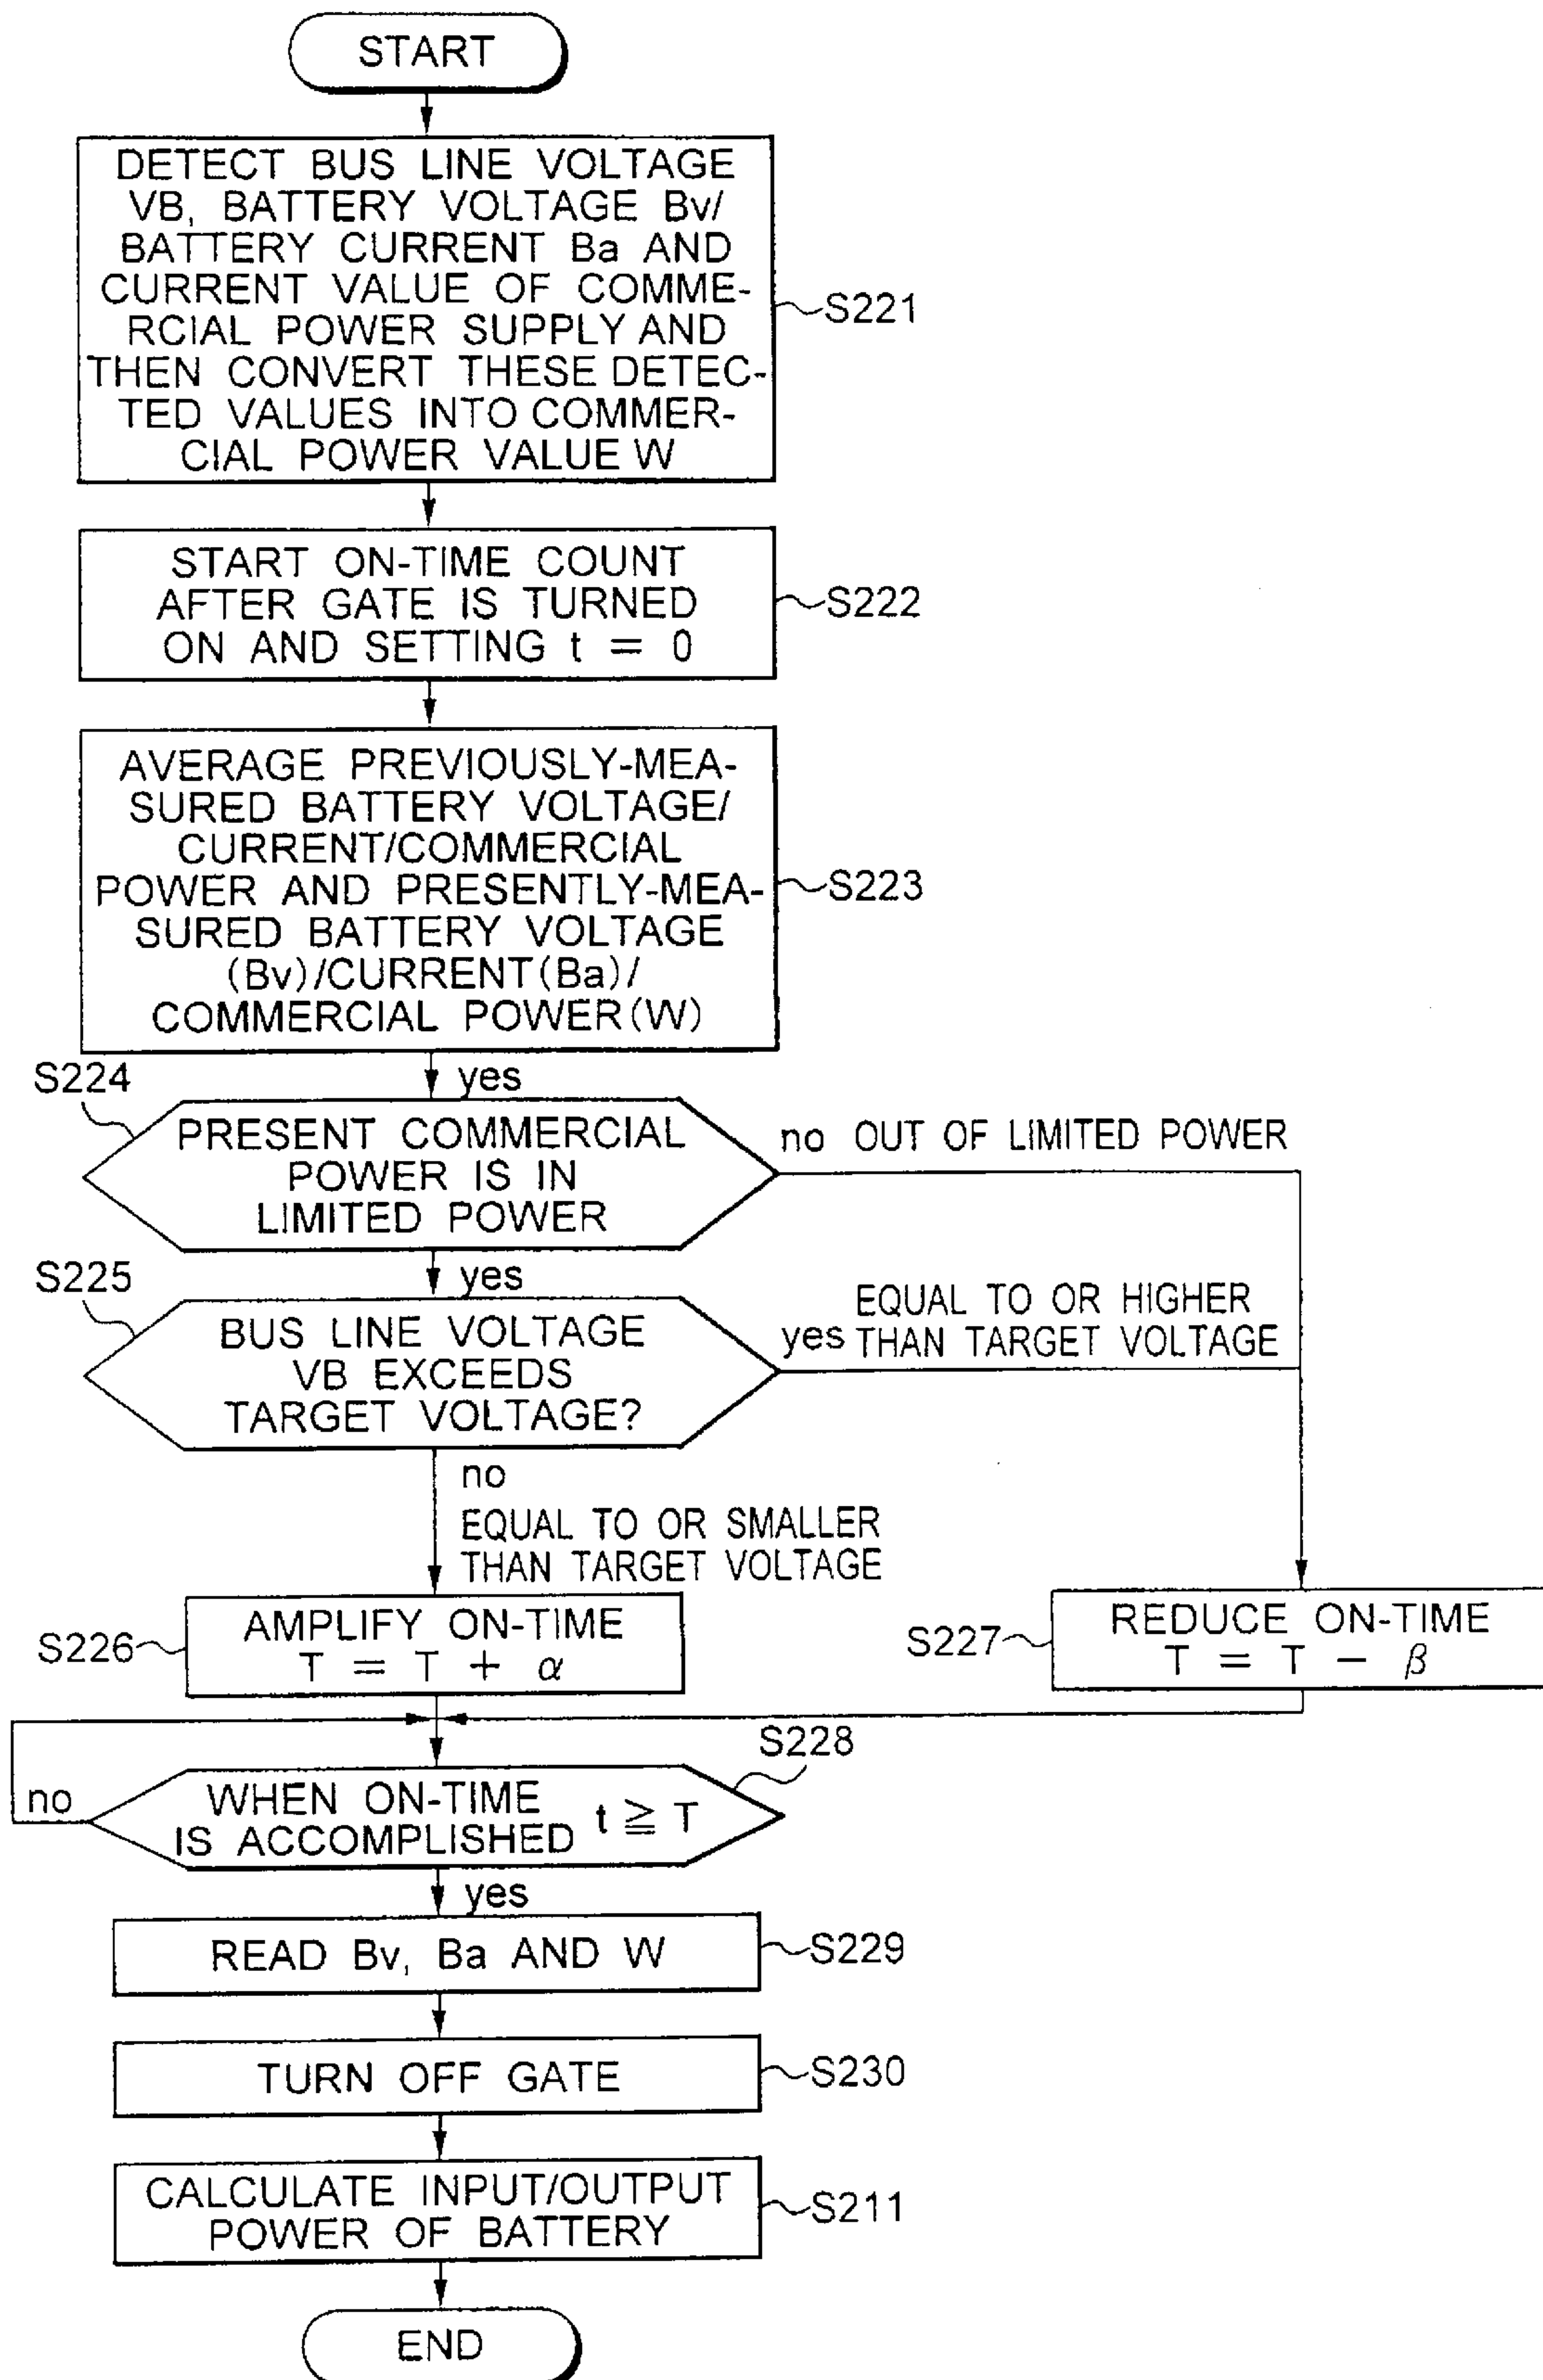 START
DETECT BUS LINE VOLTAGE
VB, BATTERY VOLTAGE Bv/
BATTERY CURRENT Ba AND
CURRENT VALUE OF COMME-
RCIAL POWER SUPPLY AND
THEN CONVERT THESE DETEC-
TED VALUES INTO COMMER-
CIAL POWER VALUE W
S221
START ON-TIME COUNT
AFTER GATE IS TURNED
ON AND SETTING t = 0
S222
AVERAGE PREVIOUSLY-MEA-
SURED BATTERY VOLTAGE/
CURRENT/COMMERCIAL
POWER AND PRESENTLY-MEA-
SURED BATTERY VOLTAGE
(Bv)/CURRENT(Ba)/
COMMERCIAL POWER(W)
S223
yes
S224
PRESENT COMMERCIAL
POWER IS IN
LIMITED POWER
no OUT OF LIMITED POWER
yes
S225
BUS LINE VOLTAGE
VB EXCEEDS
TARGET VOLTAGE?
EQUAL TO OR HIGHER
yes THAN TARGET VOLTAGE
no
EQUAL TO OR SMALLER
THAN TARGET VOLTAGE
S226
AMPLIFY ON-TIME
T = T + α
S227
REDUCE ON-TIME
T = T − β
S228
no
WHEN ON-TIME
IS ACCOMPLISHED t ≧ T
yes
READ Bv, Ba AND W
S229
TURN OFF GATE
S230
CALCULATE INPUT/OUTPUT
POWER OF BATTERY
S211
END